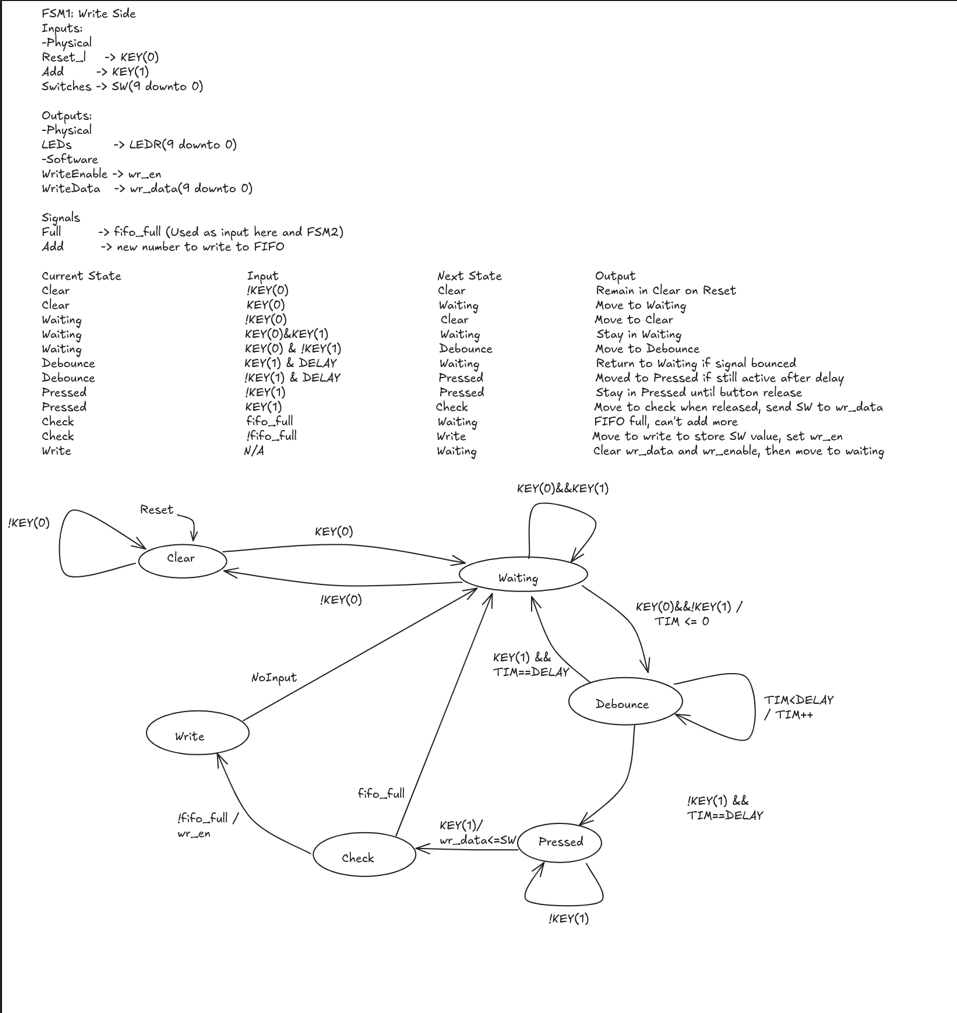 FSM1: Write Side
Inputs:
-Physical
Reset_l -> KEY(0)
Add -> KEY(1)
Switches -> SW(9 downto 0)
Outputs:
-Physical
LEDs -> LEDR(9 downto 0)
-Software
WriteEnable -> wr_en
WriteData -> wr_data(9 downto 0)
Signals
Full -> fifo_full (Used as input here and FSM2)
Add -> new number to write to FIFO
Current State Input Next State Output
Clear !KEY(0) Clear Remain in Clear on Reset
Clear KEY(0) Waiting Move to Waiting
Waiting !KEY(0) Clear Move to Clear
Waiting KEY(0)&KEY(1) Waiting Stay in Waiting
Waiting KEY(0) & !KEY(1) Debounce Move to Debounce
Debounce KEY(1) & DELAY Waiting Return to Waiting if signal bounced
Debounce !KEY(1) & DELAY Pressed Moved to Pressed if still active after delay
Pressed !KEY(1) Pressed Stay in Pressed until button release
Pressed KEY(1) Check Move to check when released, send SW to wr_data
Check fifo_full Waiting FIFO full, can't add more
Check !fifo_full Write Move to write to store SW value, set wr_en
Write N/A Waiting Clear wr_data and wr_enable, then move to waiting
KEY(0)&&KEY(1)
Reset
!KEY(0)
KEY(0)
Clear
Waiting
!KEY(0)
KEY(0)&&!KEY(1) /
TIM <= 0
KEY(1) &&
TIM==DELAY
NoInput
Debounce
TIM<DELAY
/ TIM++
Write
fifo_full
!KEY(1) &&
TIM==DELAY
!fifo_full /
wr_en
KEY(1)/
wr_data<=SW
Pressed
Check
!KEY(1)